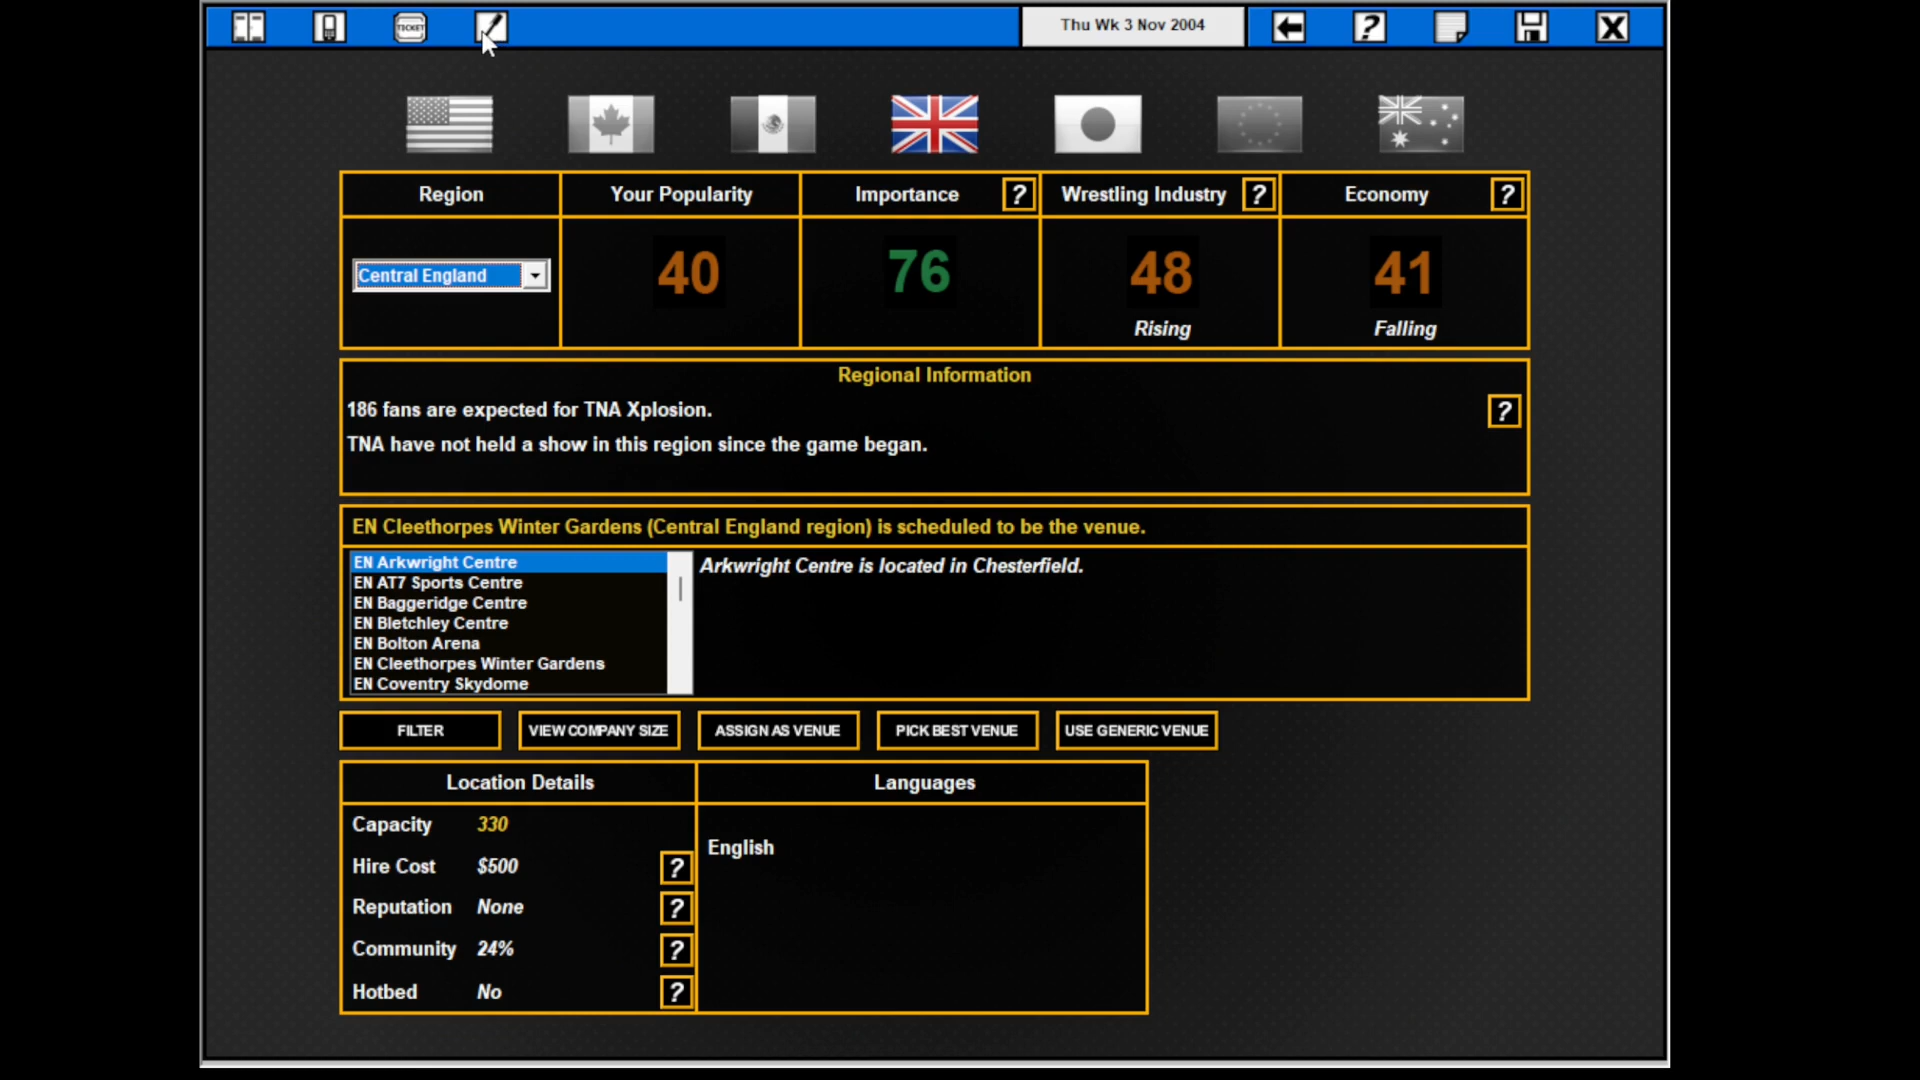 TICKET
Thu Wk 3 Nov 2004
?
Region
Your Popularity
Importance
?
Wrestling Industry
?
Economy
?
Central England
40
76
48
41
Rising
Falling
Regional Information
186 fans are expected for TNA Xplosion.
?
TNA have not held a show in this region since the game began.
EN Cleethorpes Winter Gardens (Central England region) is scheduled to be the venue.
EN Arkwright Centre
EN AT7 Sports Centre
EN Baggeridge Centre
EN Bletchley Centre
EN Bolton Arena
EN Cleethorpes Winter Gardens
EN Coventry Skydome
Arkwright Centre is located in Chesterfield.
FILTER
VIEW COMPANY SIZE
ASSIGN AS VENUE
PICK BEST VENUE
USE GENERIC VENUE
Location Details
Languages
Capacity 330
Hire Cost $500 ?
Reputation None ?
Community 24% ?
Hotbed No ?
English